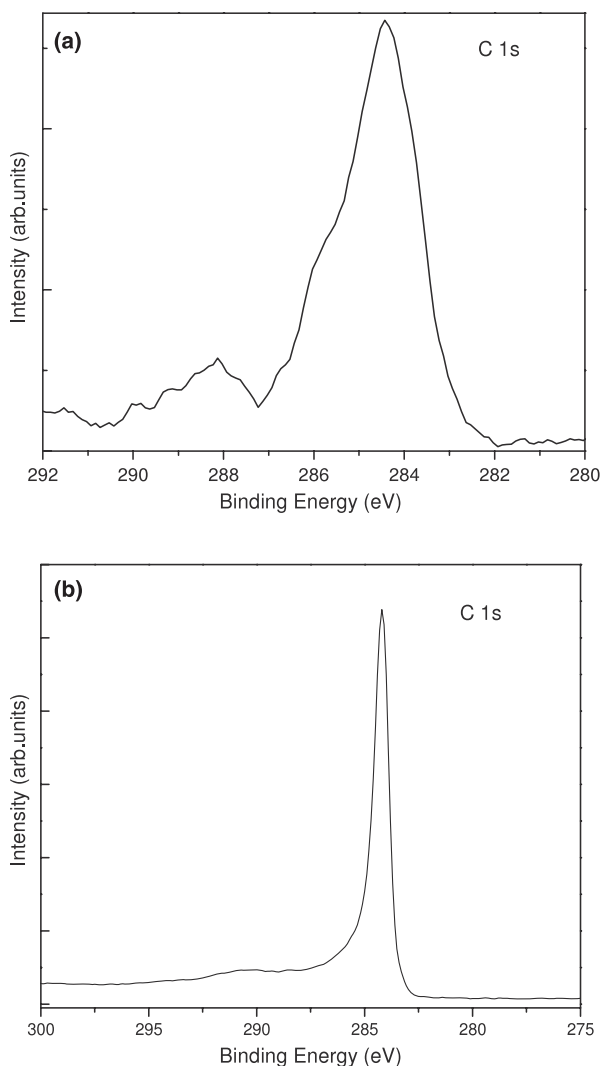 (a)
C 1s
Intensity (arb.units)
292 290 288 286 284 282 280
Binding Energy (eV)
(b)
C 1s
Intensity (arb.units)
300 295 290 285 280 275
Binding Energy (eV)